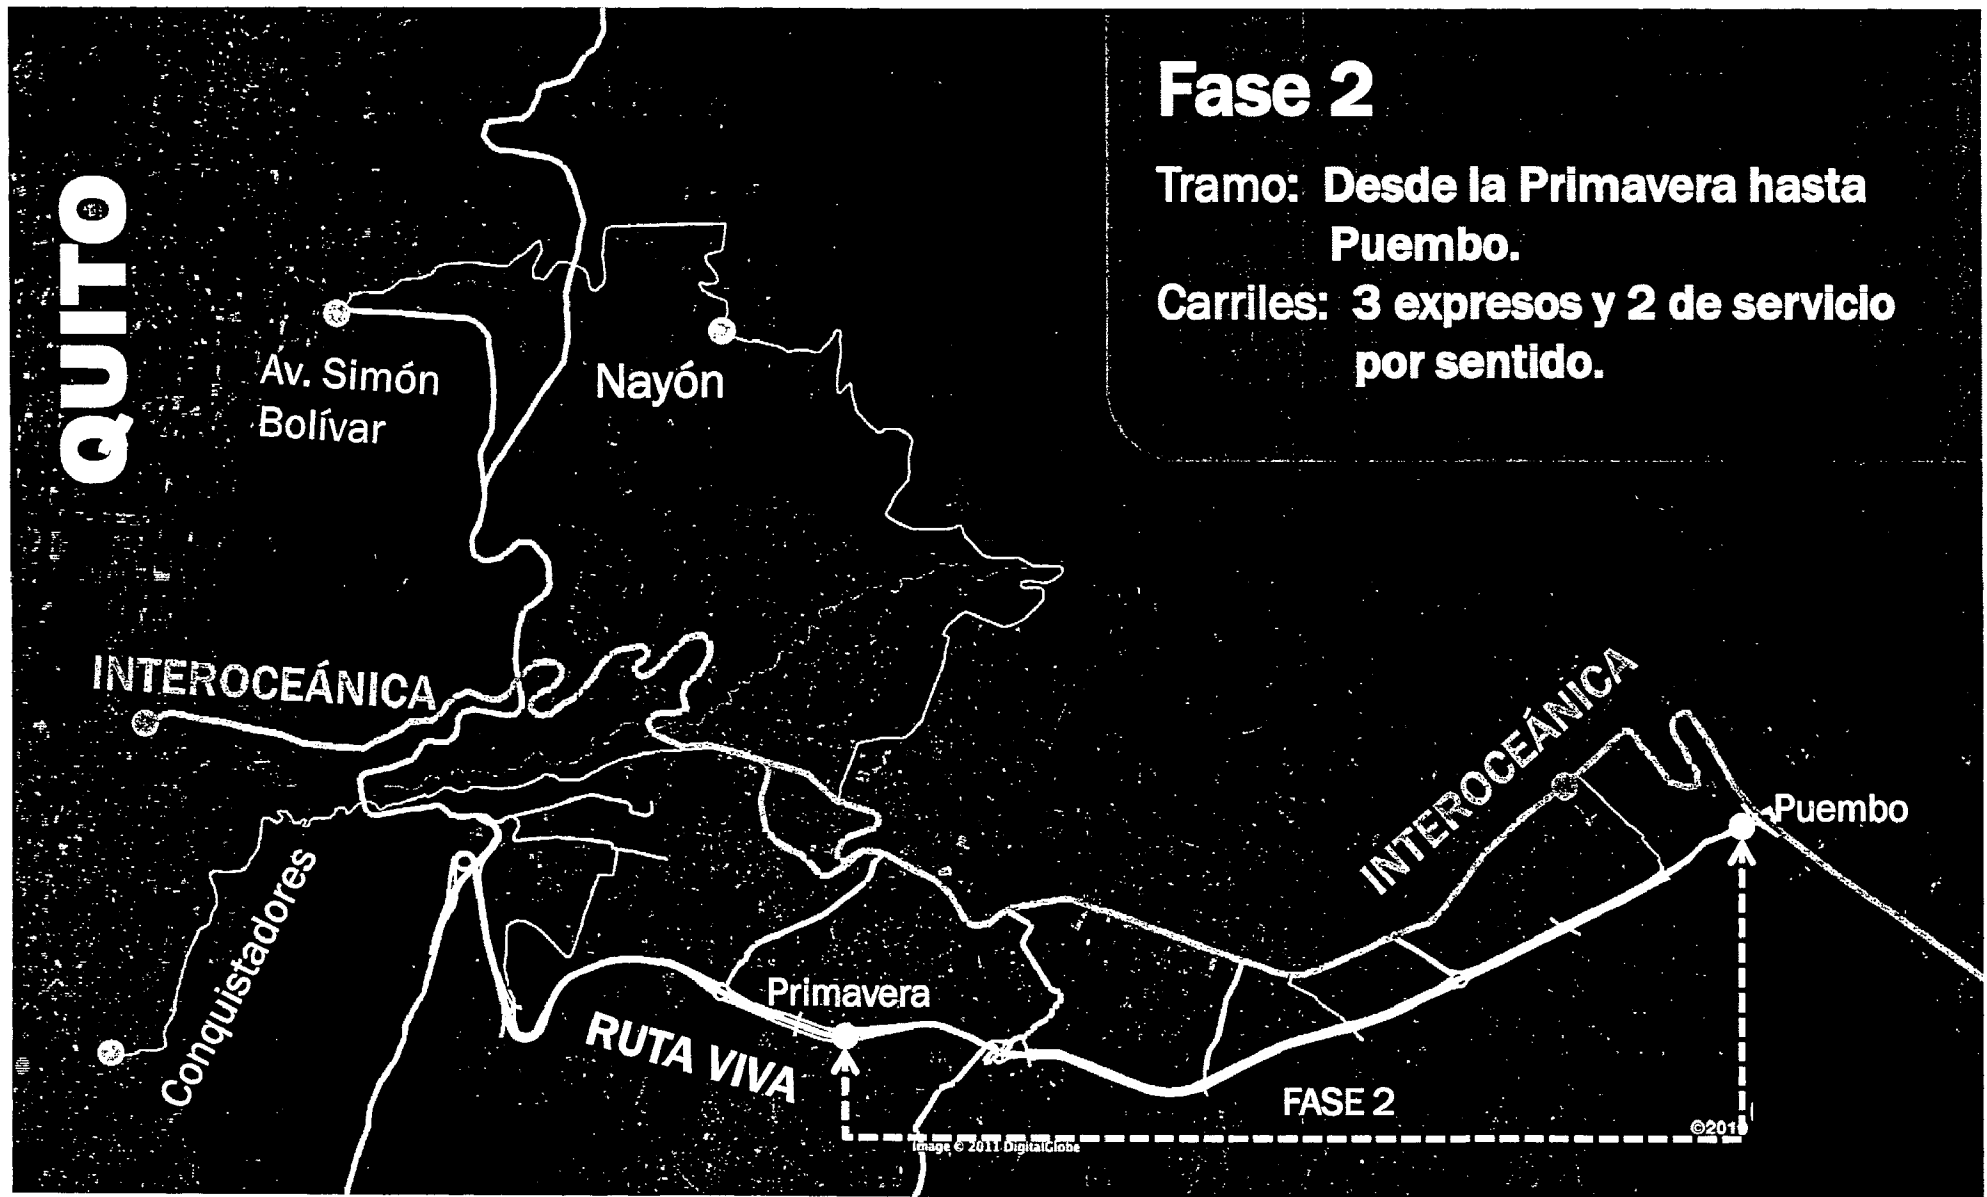 Fase 2
Tramo: Desde la Primavera hasta
Puembo.
Carriles: 3 expresos y 2 de servicio
por sentido.
QUITO
Av. Simón
Bolívar
Nayón
INTEROCEÁNICA
INTEROCEÁNICA
Puembo
Conquistadores
Primavera
RUTA VIVA
FASE 2
Image © 2011 DigitalGlobe